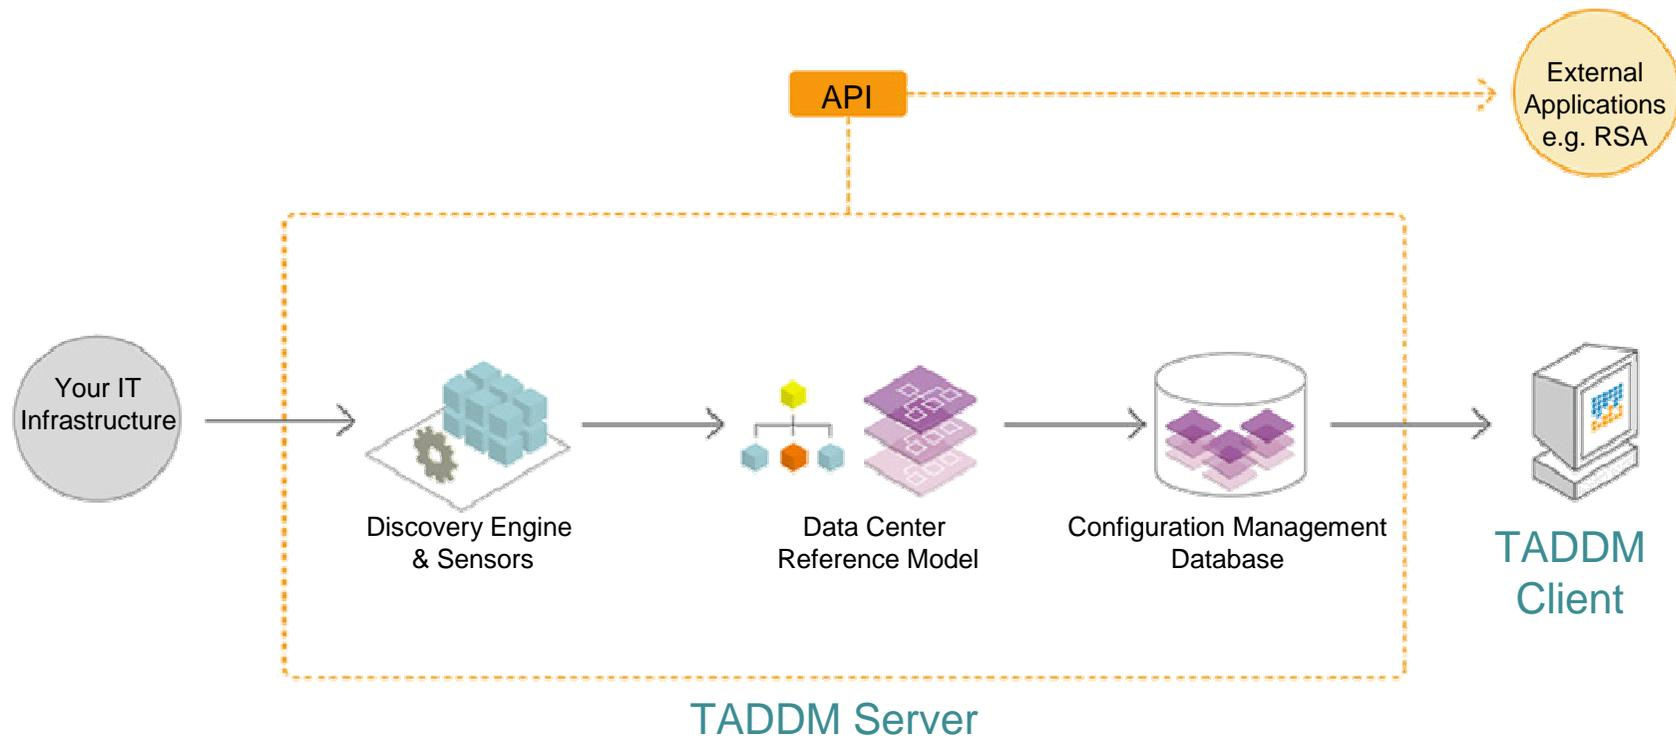 API
External
Applications
e.g. RSA
Your IT
Infrastructure
Discovery Engine
& Sensors
Data Center
Reference Model
Configuration Management
Database
TADDM
Client
TADDM Server